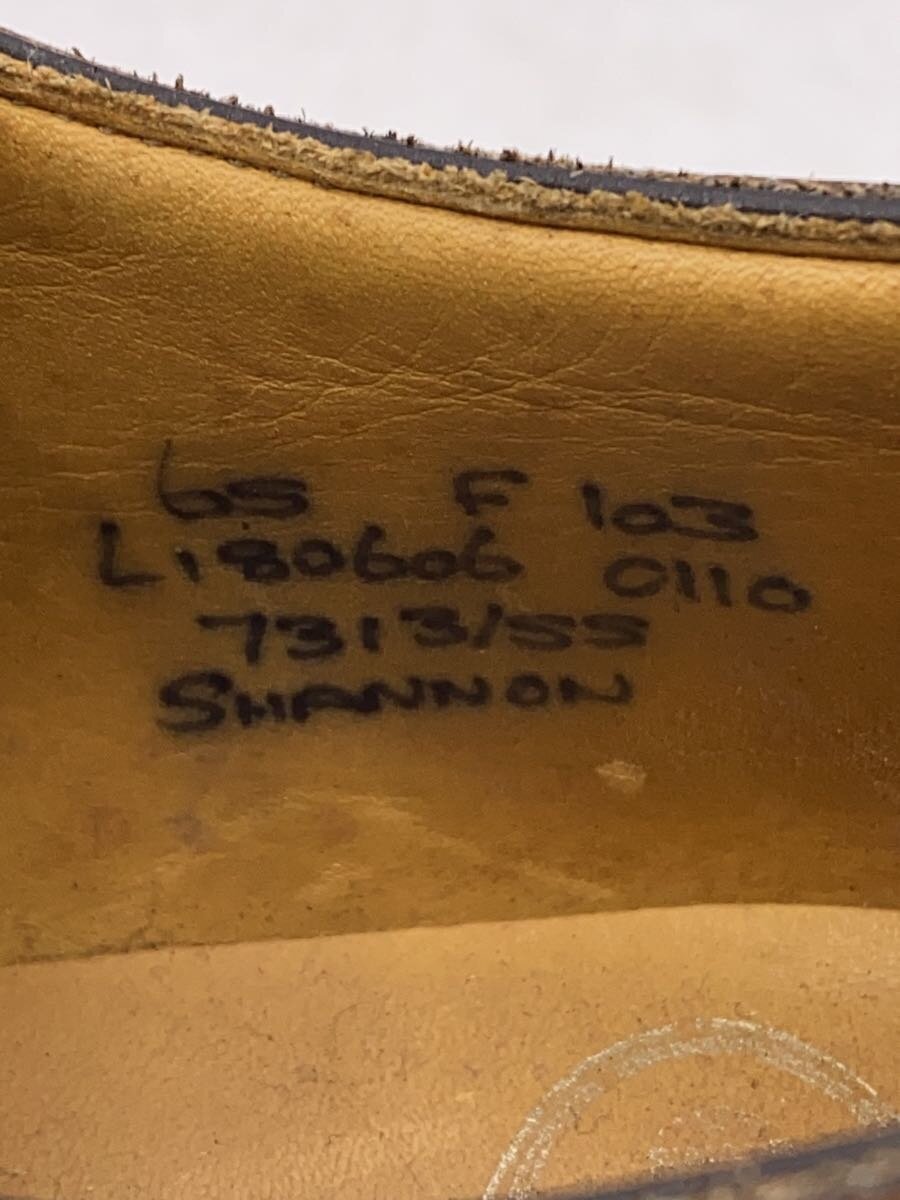 65 F 103
L180606 0110
7313/55
SHANNON